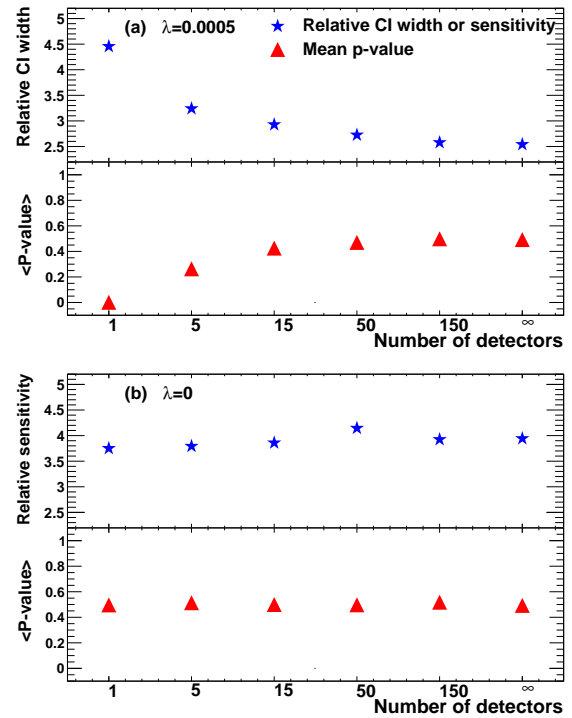 (a) λ=0.0005
Relative CI width or sensitivity
Mean p-value
Relative CI width
5
4.5
4
3.5
3
2.5
<P-value>
1
0.8
0.6
0.4
0.2
0
1 5 15 50 150 ∞
Number of detectors
(b) λ=0
Relative sensitivity
5
4.5
4
3.5
3
2.5
<P-value>
1
0.8
0.6
0.4
0.2
0
1 5 15 50 150 ∞
Number of detectors